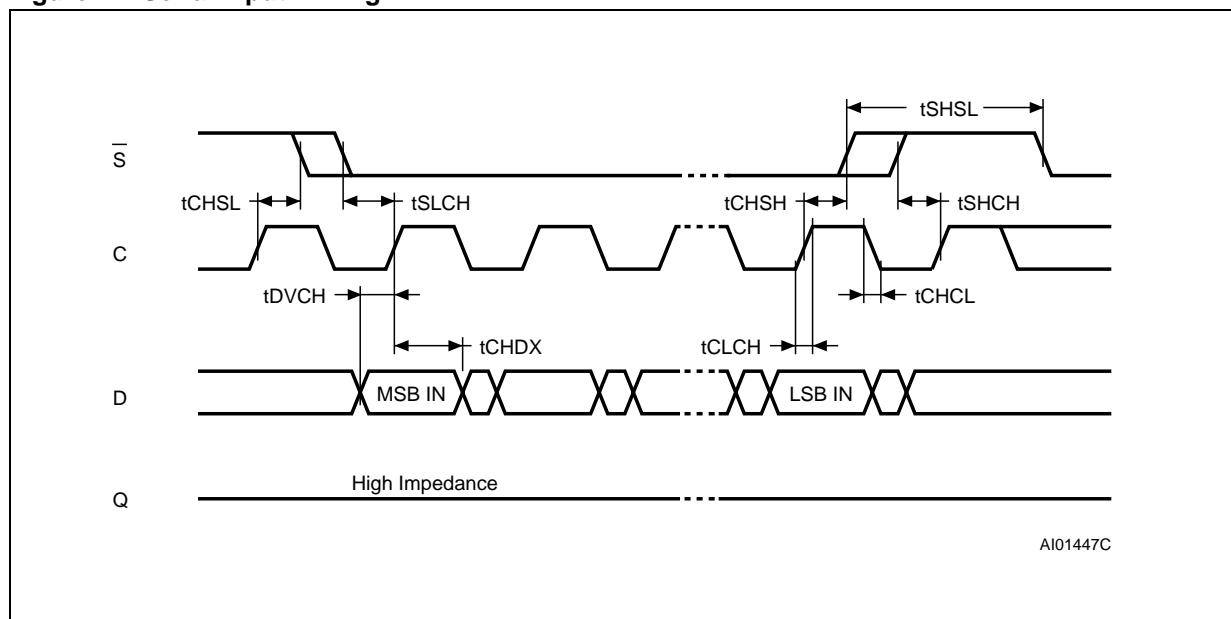 tSHSL
S
tCHSL
tSLCH
tCHSH
tSHCH
C
tDVCH
tCHCL
tCHDX
tCLCH
D
MSB IN
LSB IN
High Impedance
Q
AI01447C